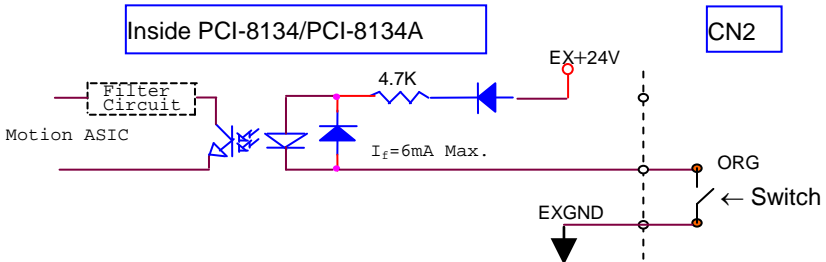 Inside PCI-8134/PCI-8134A
CN2
EX+24V
4.7K
Filter
Circuit
Motion ASIC
If=6mA Max.
ORG
← Switch
EXGND